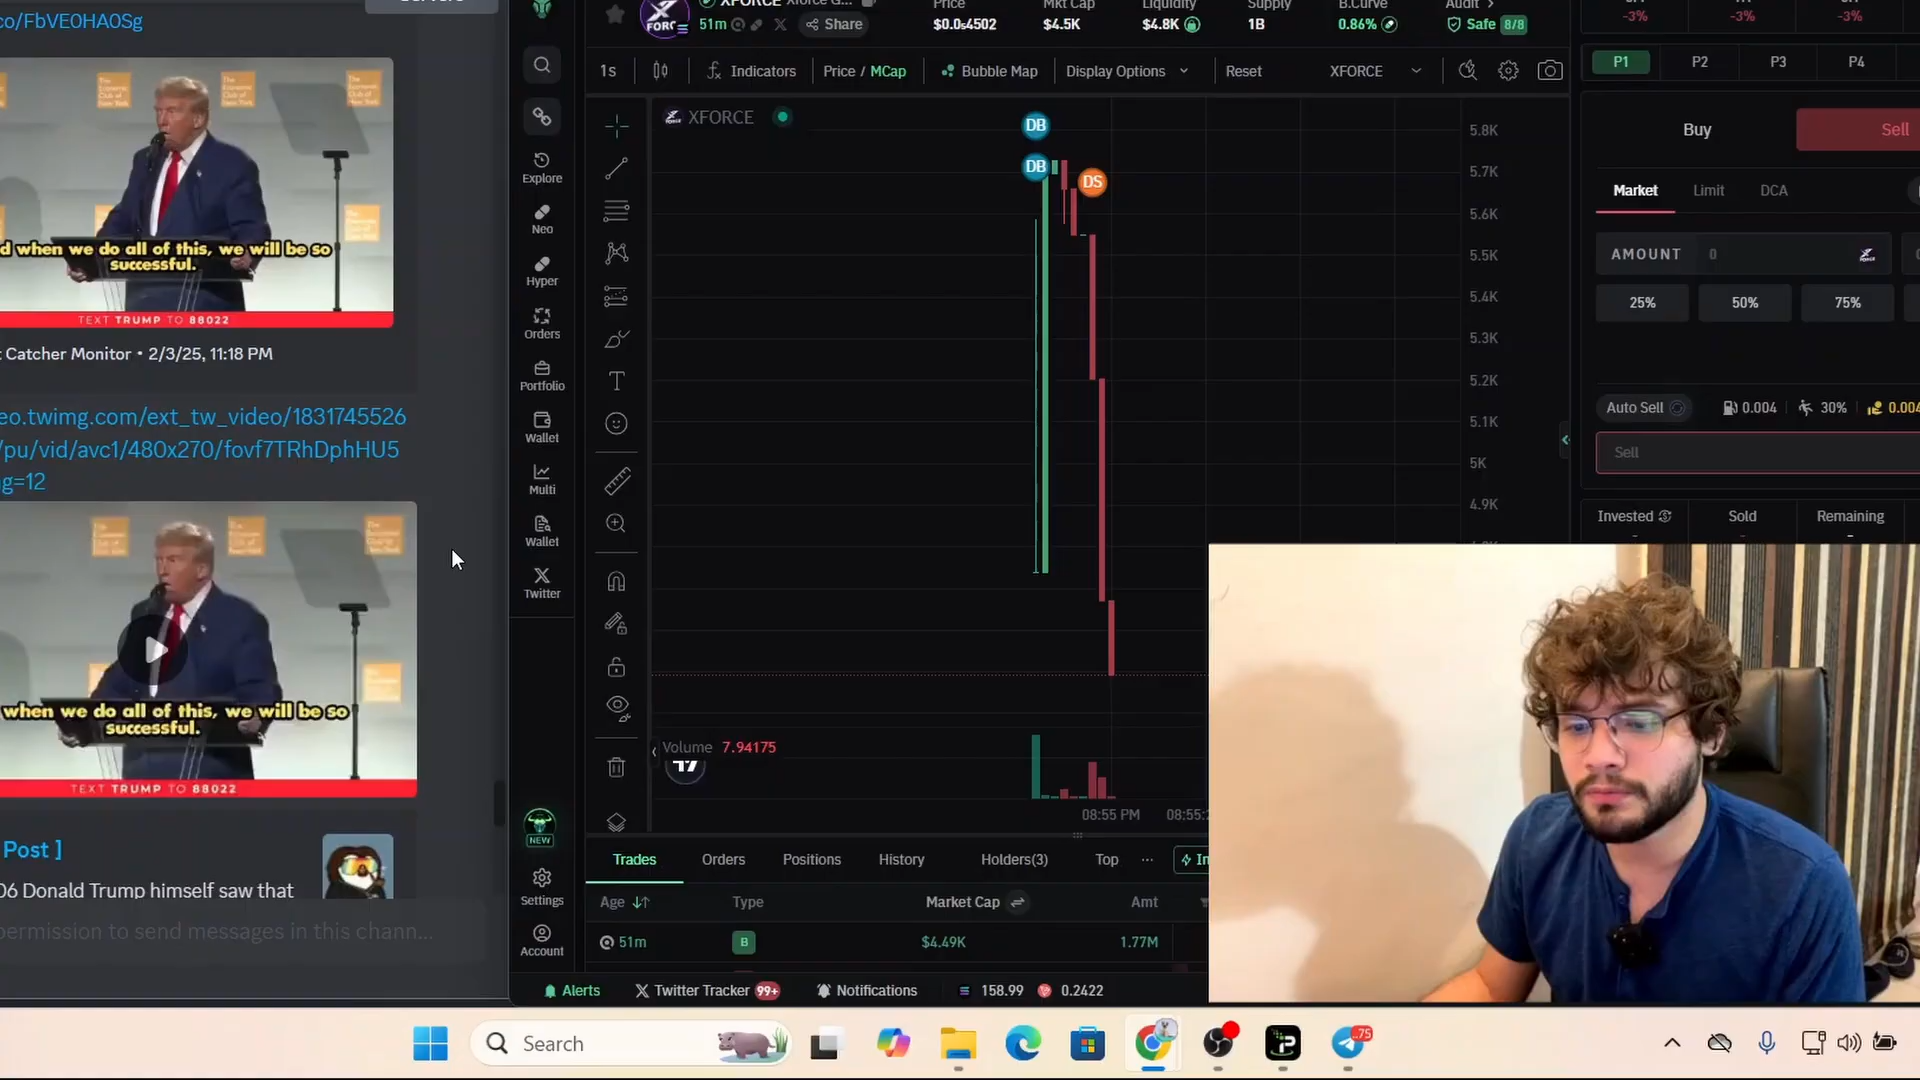 co/FbVE0HA0Sg
d when we do all of this, we will be so
successful.
TEXT TRUMP TO 88022
Catcher Monitor • 2/3/25, 11:18 PM
eo.twimg.com/ext_tw_video/1831745526
/pu/vid/avc1/480x270/fovf7TRhDphHU5
g=12
when we do all of this, we will be so
successful.
TEXT TRUMP TO 88022
Post ]
06 Donald Trump himself saw that
permission to send messages in this chann...
Explore
Neo
Hyper
Orders
Portfolio
Wallet
Multi
Wallet
Twitter
NEW
Settings
Account
XFORCE
51m
Share
Price
$0.0₅4502
Mkt Cap
$4.5K
Liquidity
$4.8K
Supply
1B
B.Curve
0.86%
Audit
Safe 8/8
1s
Indicators
Price / MCap
Bubble Map
Display Options
Reset
XFORCE
XFORCE
DB
DB
DS
5.8K
5.7K
5.6K
5.5K
5.4K
5.3K
5.2K
5.1K
5K
4.9K
Volume 7.94175
08:55 PM
08:55:
Trades
Orders
Positions
History
Holders(3)
Top
In
Age
Type
Market Cap
Amt
51m
B
$4.49K
1.77M
Alerts
Twitter Tracker 99+
Notifications
158.99
0.2422
-3%
-3%
-3%
P1
P2
P3
P4
Buy
Sell
Market
Limit
DCA
AMOUNT 0
25%
50%
75%
Auto Sell
0.004
30%
0.004
Sell
Invested
Sold
Remaining
Search
75